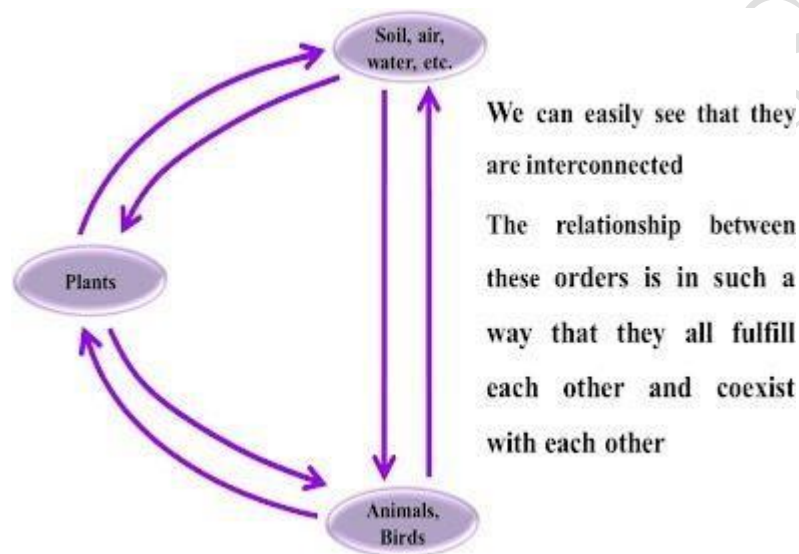 Soil, air,
water, etc.
Plants
Animals,
Birds
We can easily see that they
are interconnected
The relationship between
these orders is in such a
way that they all fulfill
each other and coexist
with each other